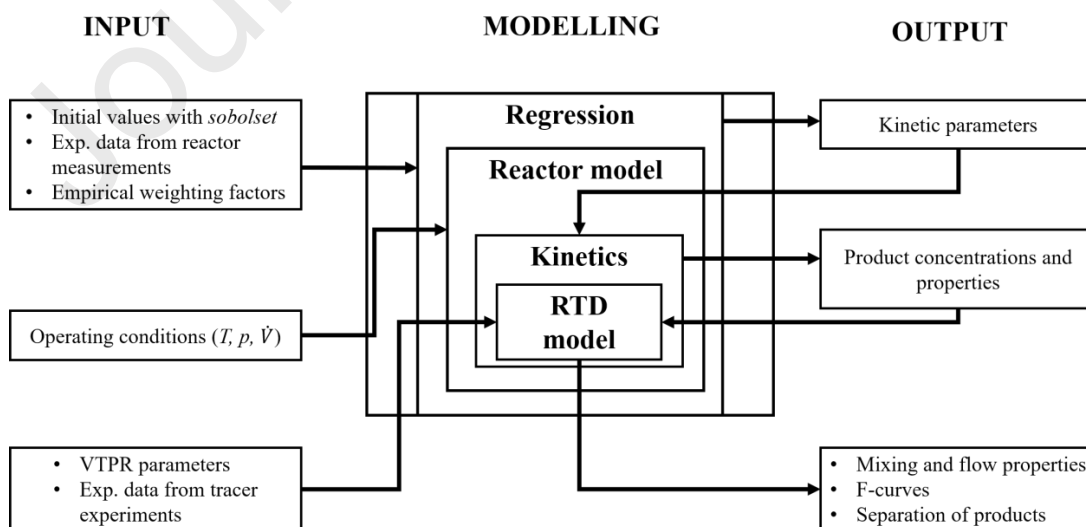 INPUT
MODELLING
OUTPUT
• Initial values with sobolset
• Exp. data from reactor
measurements
• Empirical weighting factors
Operating conditions (T, p, V̇)
• VTPR parameters
• Exp. data from tracer
experiments
Regression
Reactor model
Kinetics
RTD
model
Kinetic parameters
Product concentrations and
properties
• Mixing and flow properties
• F-curves
• Separation of products